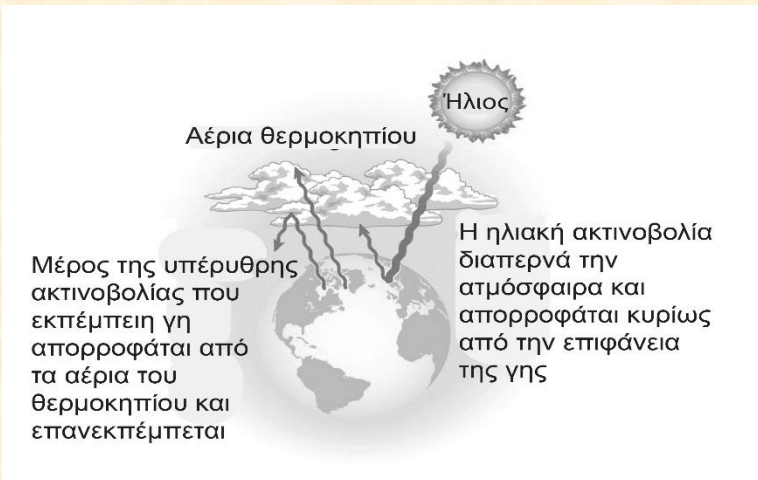 Ήλιος
Αέρια θερμοκηπίου
Η ηλιακή ακτινοβολία
διαπερνά την
ατμόσφαιρα και
απορροφάται κυρίως
από την επιφάνεια
της γης
Μέρος της υπέρυθρης
ακτινοβολίας που
εκπέμπειη γη
απορροφάται από
τα αέρια του
θερμοκηπίου και
επανεκπέμπεται